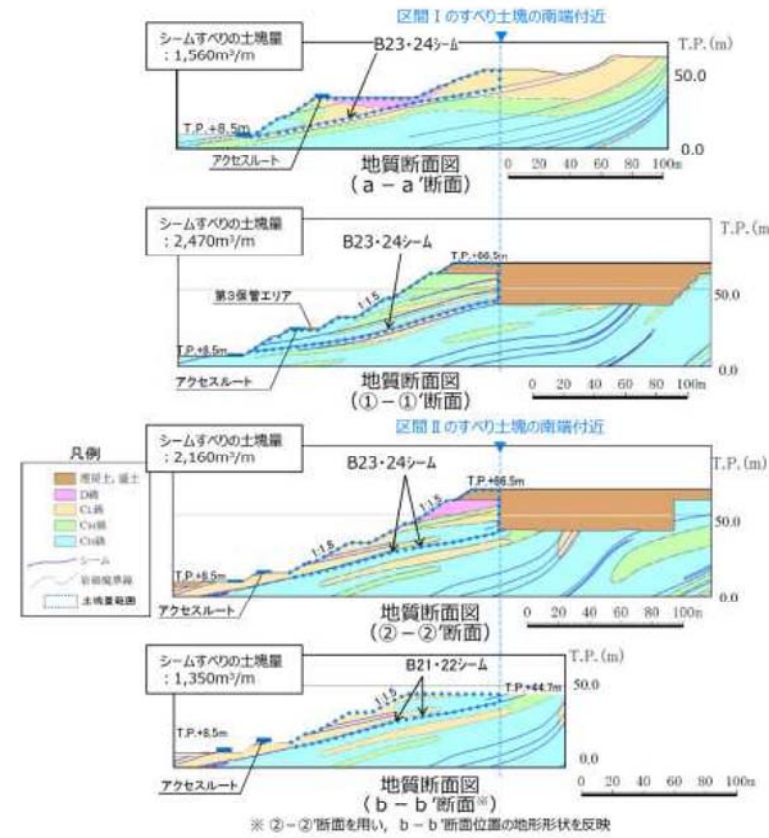 区間Ⅰのすべり土塊の南端付近
シームすべりの土塊量
:1,560m³/m
B23・24シーム
T.P.(m)
50.0
T.P.+8.5m
0.0
アクセスルート
地質断面図
(a-a'断面)
0 20 40 60 80 100m
シームすべりの土塊量
:2,470m³/m
B23・24シーム
T.P.(m
T.P.+66.5m
1:1.5
第3保管エリア
50.0
T.P.+8.5m
0.0
アクセスルート
地質断面図
(①-①'断面)
0 20 40 60 80 100m
区間Ⅱのすべり土塊の南端付近
シームすべりの土塊量
:2,160m³/m
B23・24シーム
T.P.(m)
T.P.+66.5m
1:1.5
50.0
1:1.5
T.P.+8.5m
0.0
アクセスルート
地質断面図
(②-②'断面)
0 20 40 60 80 100m
凡例
埋戻土,盛土
D級
CL級
CM級
CH級
シーム
岩級境界線
土塊量範囲
シームすべりの土塊量
:1,350m³/m
B21・22シーム
T.P.(m)
50.0
1:1.5
T.P.+44.7m
T.P.+8.5m
0.0
アクセスルート
地質断面図
(b-b'断面※)
0 20 40 60 80 100m
※ ②-②'断面を用い,b-b'断面位置の地形形状を反映